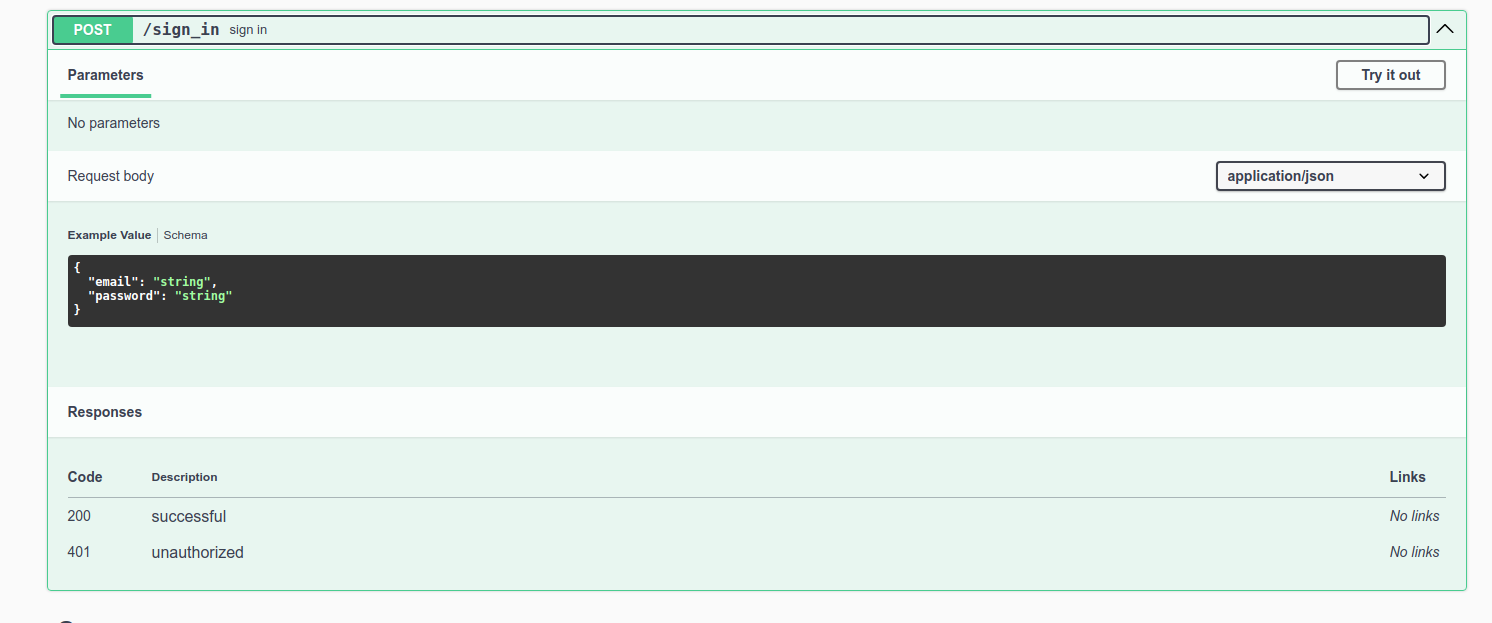 POST /sign_in sign in
Parameters
Try it out
No parameters
Request body
application/json
Example Value | Schema
{
  "email": "string",
  "password": "string"
}
Responses
Code Description Links
200 successful No links
401 unauthorized No links